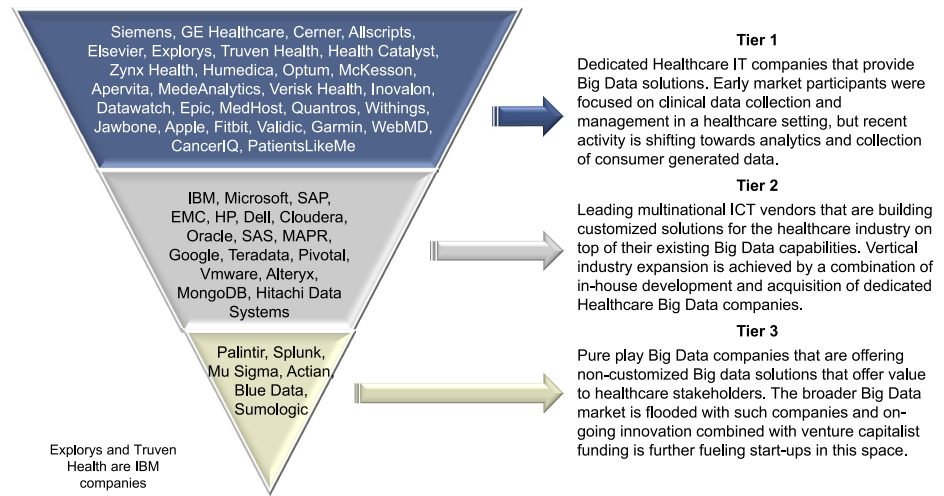 Siemens, GE Healthcare, Cerner, Allscripts,
Elsevier, Explorys, Truven Health, Health Catalyst,
Zynx Health, Humedica, Optum, McKesson,
Apervita, MedeAnalytics, Verisk Health, Inovalon,
Datawatch, Epic, MedHost, Quantros, Withings,
Jawbone, Apple, Fitbit, Validic, Garmin, WebMD,
CancerIQ, PatientsLikeMe
Tier 1
Dedicated Healthcare IT companies that provide
Big Data solutions. Early market participants were
focused on clinical data collection and
management in a healthcare setting, but recent
activity is shifting towards analytics and collection
of consumer generated data.
IBM, Microsoft, SAP,
EMC, HP, Dell, Cloudera,
Oracle, SAS, MAPR,
Google, Teradata, Pivotal,
Vmware, Alteryx,
MongoDB, Hitachi Data
Systems
Tier 2
Leading multinational ICT vendors that are building
customized solutions for the healthcare industry on
top of their existing Big Data capabilities. Vertical
industry expansion is achieved by a combination of
in-house development and acquisition of dedicated
Healthcare Big Data companies.
Palintir, Splunk,
Mu Sigma, Actian,
Blue Data,
Sumologic
Tier 3
Pure play Big Data companies that are offering
non-customized Big data solutions that offer value
to healthcare stakeholders. The broader Big Data
market is flooded with such companies and on-
going innovation combined with venture capitalist
funding is further fueling start-ups in this space.
Explorys and Truven
Health are IBM
companies